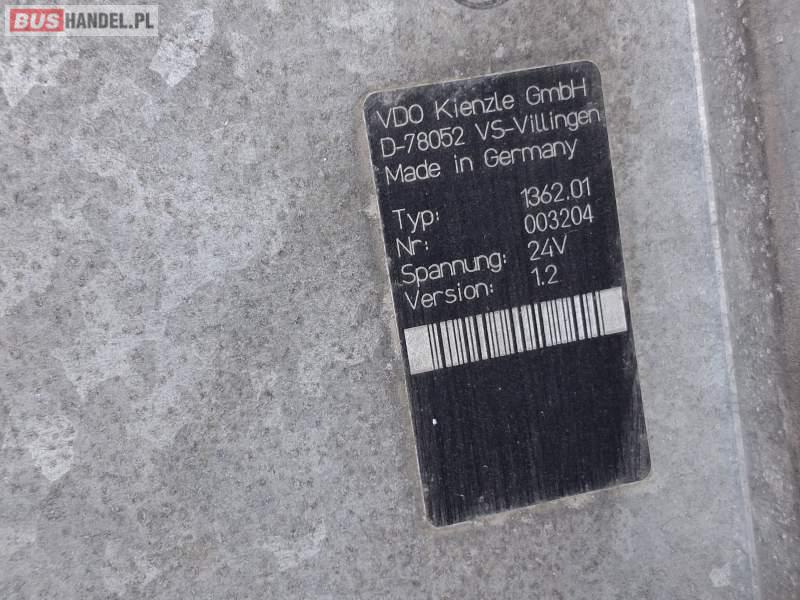 BUSHANDEL.PL
VDO Kienzle GmbH
D-78052 VS-Villingen
Made in Germany
Typ: 1362.01
Nr: 003204
Spannung: 24V
Version: 1.2